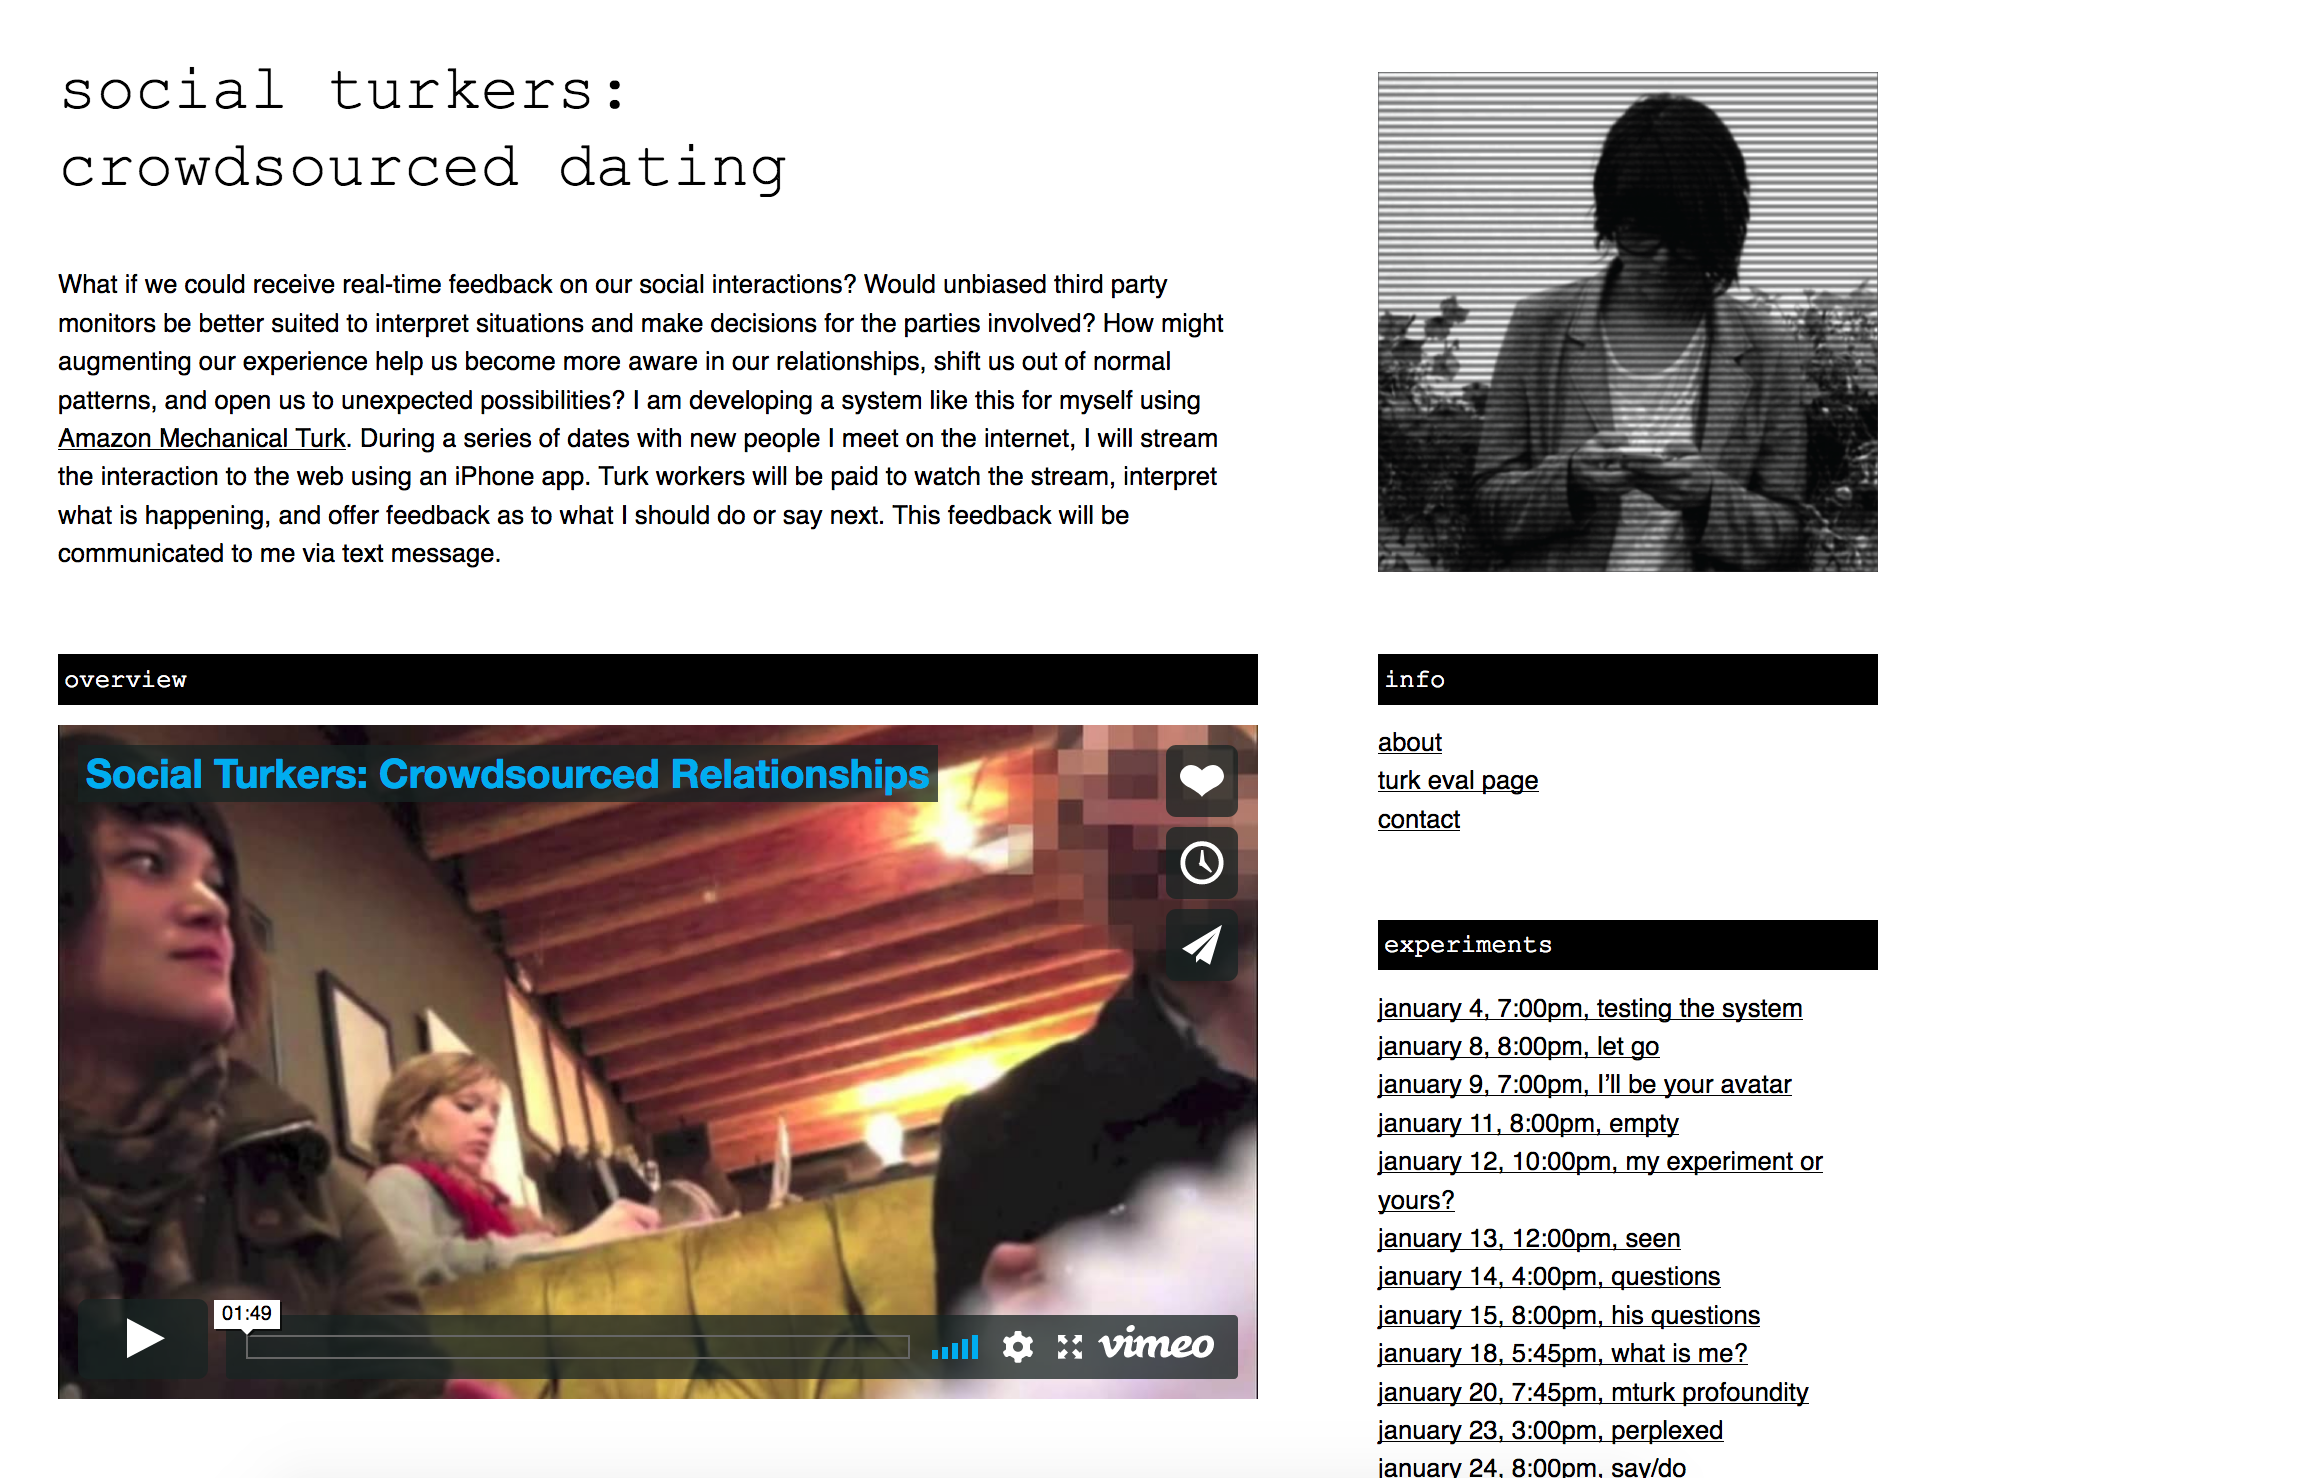 social turkers:
crowdsourced dating
What if we could receive real-time feedback on our social interactions? Would unbiased third party
monitors be better suited to interpret situations and make decisions for the parties involved? How might
augmenting our experience help us become more aware in our relationships, shift us out of normal
patterns, and open us to unexpected possibilities? I am developing a system like this for myself using
Amazon Mechanical Turk. During a series of dates with new people I meet on the internet, I will stream
the interaction to the web using an iPhone app. Turk workers will be paid to watch the stream, interpret
what is happening, and offer feedback as to what I should do or say next. This feedback will be
communicated to me via text message.
overview
Social Turkers: Crowdsourced Relationships
01:49
vimeo
info
about
turk eval page
contact
experiments
january 4, 7:00pm, testing the system
january 8, 8:00pm, let go
january 9, 7:00pm, I'll be your avatar
january 11, 8:00pm, empty
january 12, 10:00pm, my experiment or
yours?
january 13, 12:00pm, seen
january 14, 4:00pm, questions
january 15, 8:00pm, his questions
january 18, 5:45pm, what is me?
january 20, 7:45pm, mturk profoundity
january 23, 3:00pm, perplexed
january 24, 8:00pm, say/do